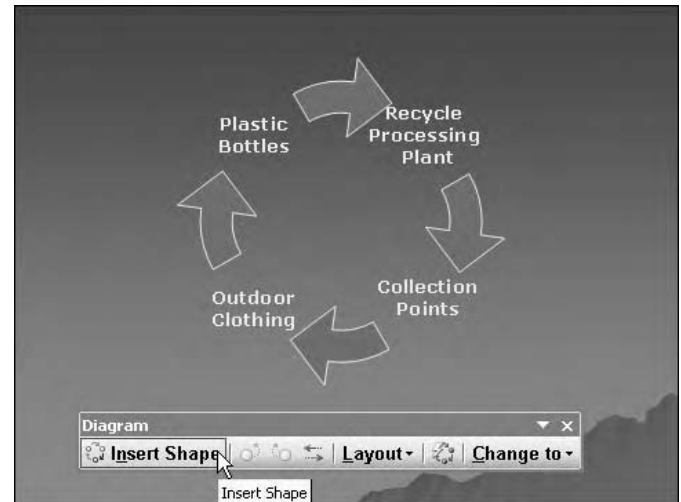 Plastic
Bottles
Recycle
Processing
Plant
Collection
Points
Outdoor
Clothing
Diagram
Insert Shape
Layout
Change to
Insert Shape